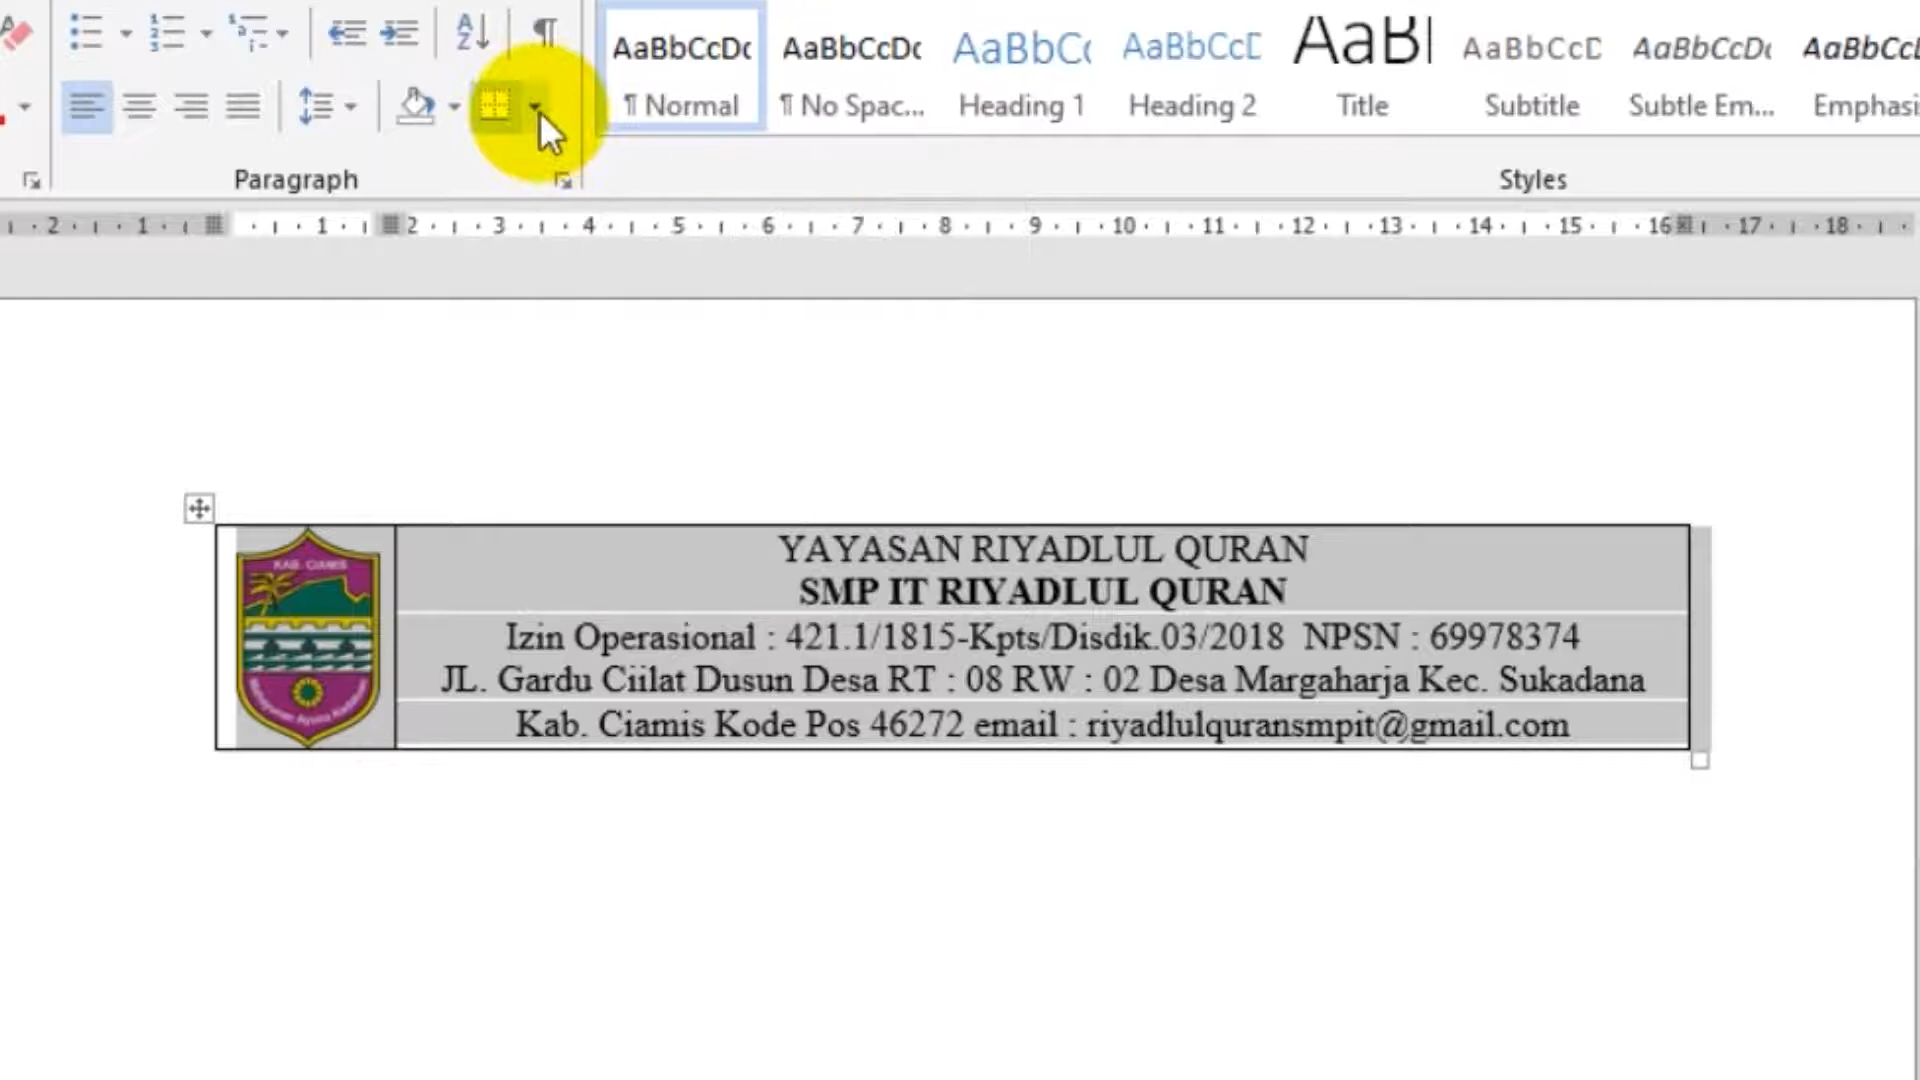 AaBbCcDc AaBbCcDc AaBbCc AaBbCcD AaB AaBbCcD AaBbCcDc AaBbCcD
¶ Normal ¶ No Spac... Heading 1 Heading 2 Title Subtitle Subtle Em... Emphasi
Paragraph Styles
2 1 1 2 3 4 5 6 7 8 9 10 11 12 13 14 15 16 17 18
KAB. CIAMIS
YAYASAN RIYADLUL QURAN
SMP IT RIYADLUL QURAN
Izin Operasional : 421.1/1815-Kpts/Disdik.03/2018 NPSN : 69978374
JL. Gardu Ciilat Dusun Desa RT : 08 RW : 02 Desa Margaharja Kec. Sukadana
Kab. Ciamis Kode Pos 46272 email : riyadlulquransmpit@gmail.com